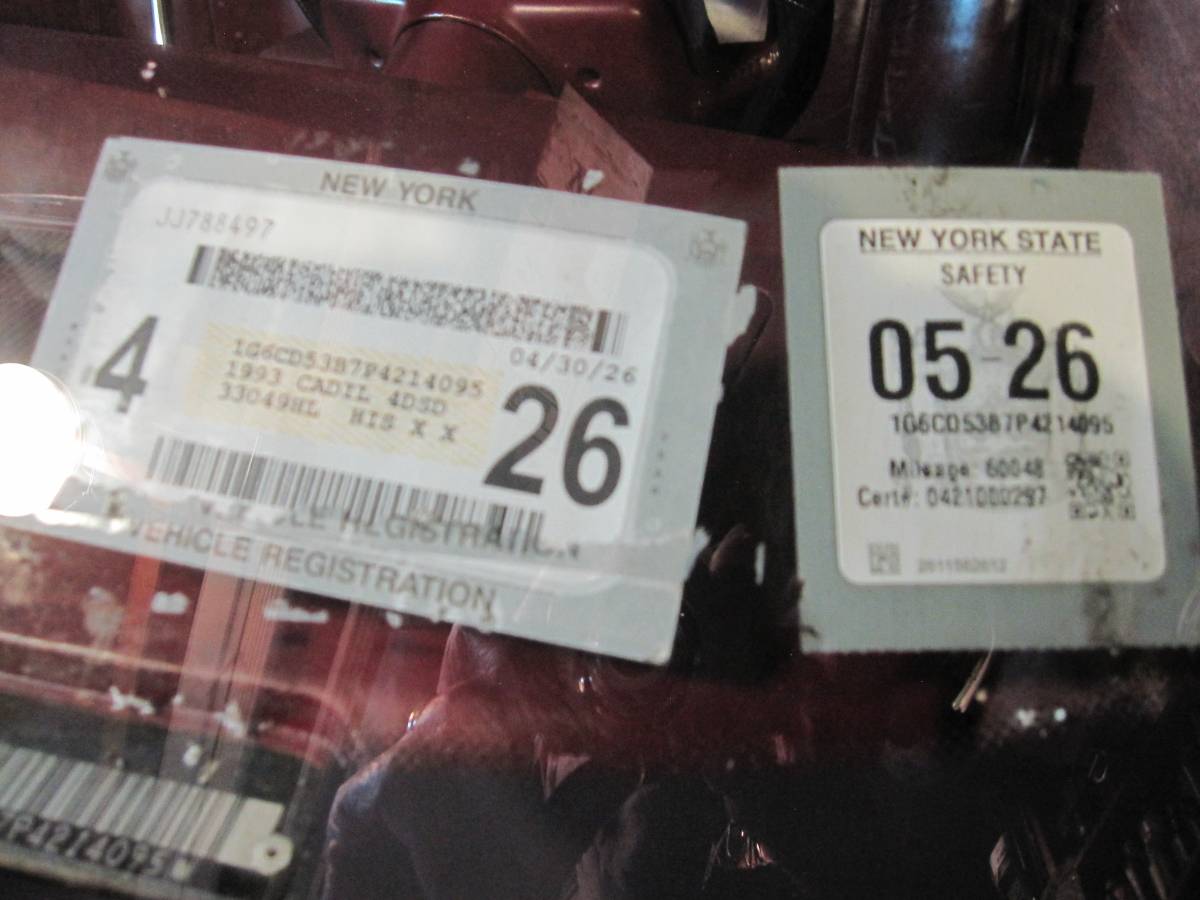 NEW YORK
JJ788497
04/30/26
1G6CD53B7P4214095
1993 CADIL 4DSD
33049HL HIS X X
4
26
VEHICLE REGISTRATION
NEW YORK STATE
SAFETY
05-26
1G6CD53B7P4214095
Mileage: 60048
Cert#: 0421000297
P4214095